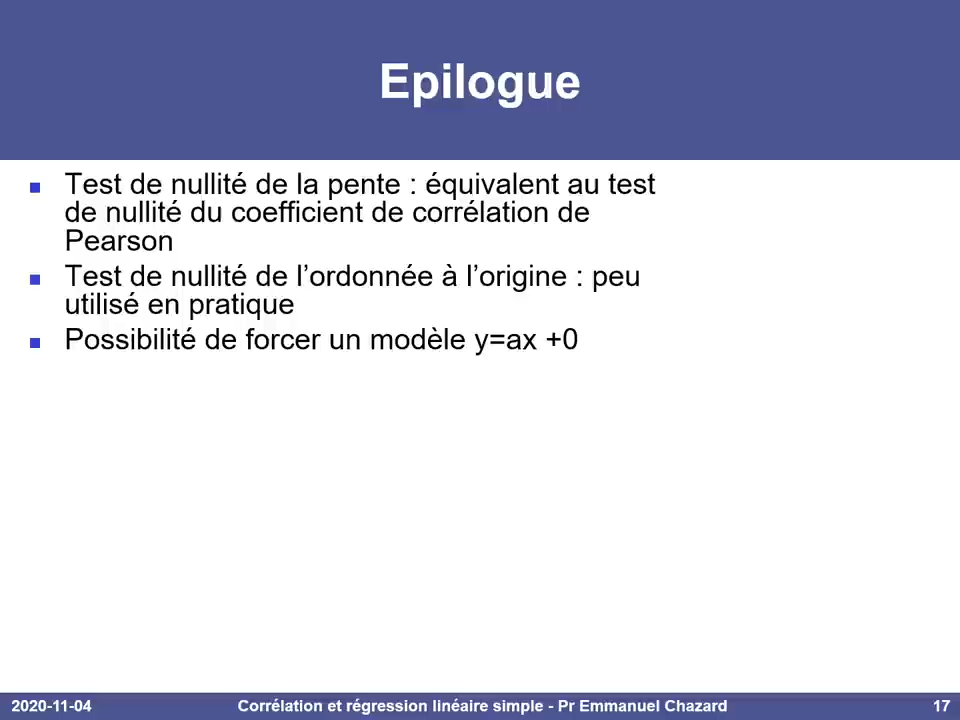 Epilogue
Test de nullité de la pente : équivalent au test
de nullité du coefficient de corrélation de
Pearson
Test de nullité de l’ordonnée à l’origine : peu
utilisé en pratique
Possibilité de forcer un modèle y=ax +0
2020-11-04
Corrélation et régression linéaire simple - Pr Emmanuel Chazard
17